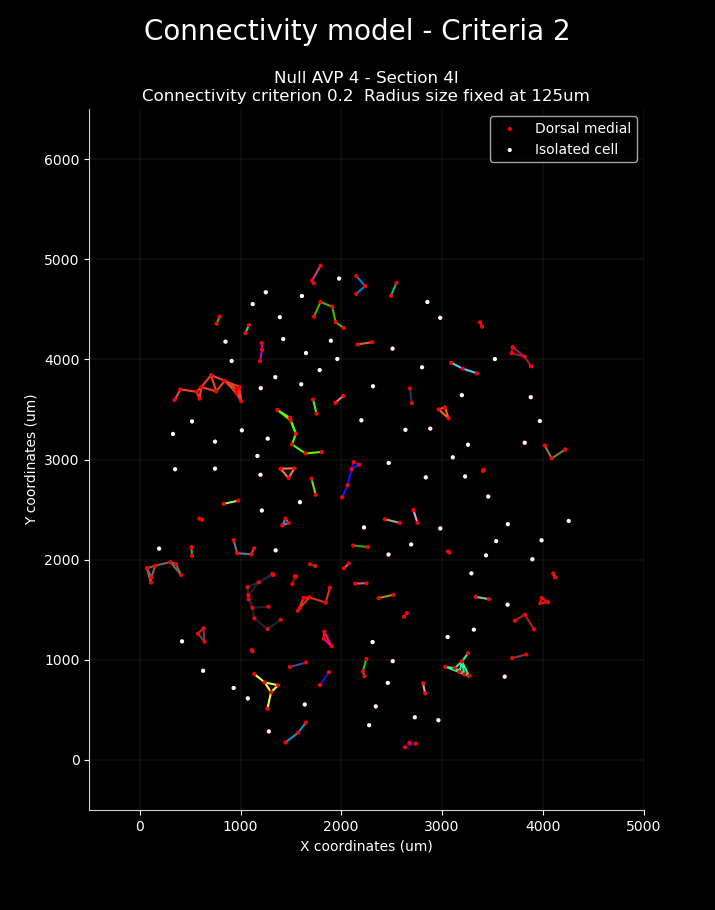 Connectivity model - Criteria 2
Null AVP 4 - Section 4I
Connectivity criterion 0.2  Radius size fixed at 125um
Dorsal medial
Isolated cell
6000
5000
4000
3000
2000
1000
0
Y coordinates (um)
0 1000 2000 3000 4000 5000
X coordinates (um)